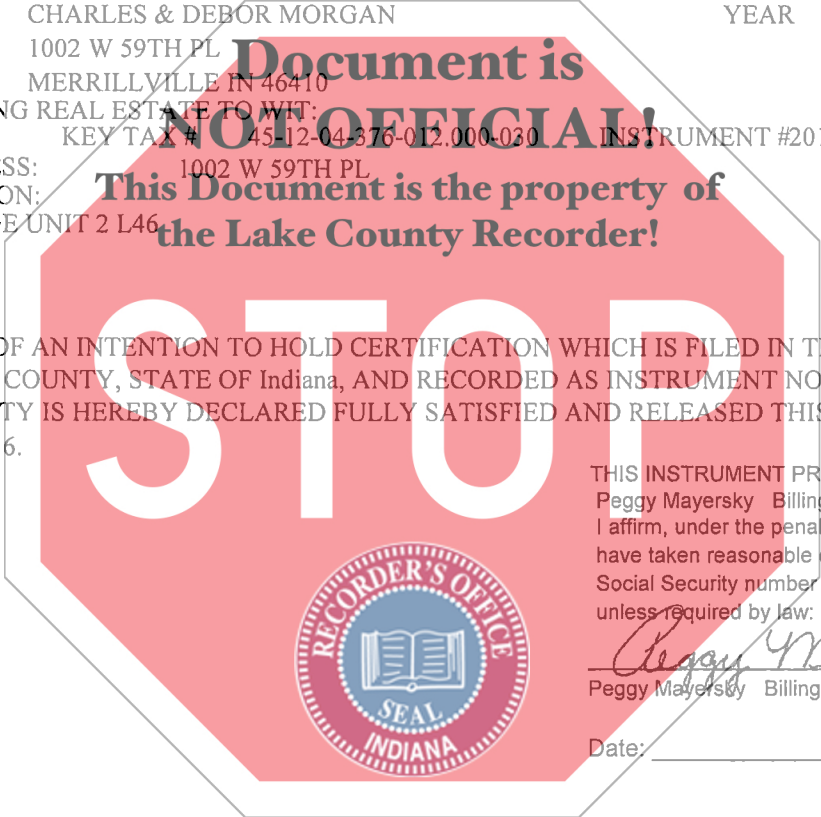 CHARLES & DEBOR MORGAN YEAR
1002 W 59TH PL
Document is
MERRILLVILLE IN 46410
NG REAL ESTATE TO WIT:
NOT OFFICIAL!
KEY TAX # 45-12-04-376-012.000-030 INSTRUMENT #201
SS: 1002 W 59TH PL
This Document is the property of
ON:
E UNIT 2 L46
the Lake County Recorder!
STOP
OF AN INTENTION TO HOLD CERTIFICATION WHICH IS FILED IN T
COUNTY, STATE OF Indiana, AND RECORDED AS INSTRUMENT NO
TY IS HEREBY DECLARED FULLY SATISFIED AND RELEASED THIS
6.
THIS INSTRUMENT PR
Peggy Mayersky Billing
I affirm, under the penal
have taken reasonable
Social Security number
unless required by law:
Peggy M
Peggy Mayersky Billing
Date:
RECORDER'S OFFICE
SEAL
INDIANA